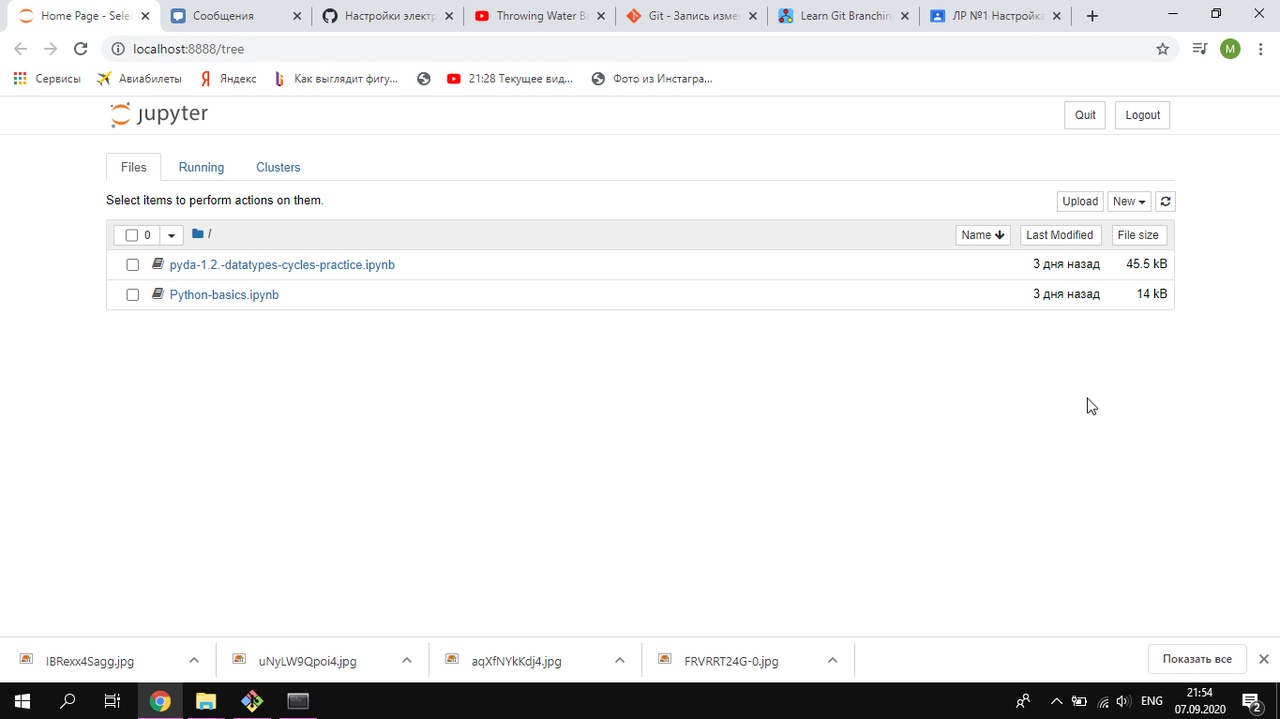 Home Page - Selec
Сообщения
Настройки электр
Throwing Water B
Git - Запись изме
Learn Git Branchin
ЛР №1 Настройка
localhost:8888/tree
M
Сервисы
Авиабилеты
Яндекс
Как выглядит фигу...
21:28 Текущее вид...
Фото из Инстагра...
jupyter
Quit
Logout
Files
Running
Clusters
Select items to perform actions on them.
Upload
New
0
/
Name
Last Modified
File size
pyda-1.2.-datatypes-cycles-practice.ipynb
3 дня назад
45.5 kB
Python-basics.ipynb
3 дня назад
14 kB
IBRexx4Sagg.jpg
uNyLW9Qpoi4.jpg
aqXfNYkKdj4.jpg
FRVRRT24G-0.jpg
Показать все
ENG
21:54
07.09.2020
2